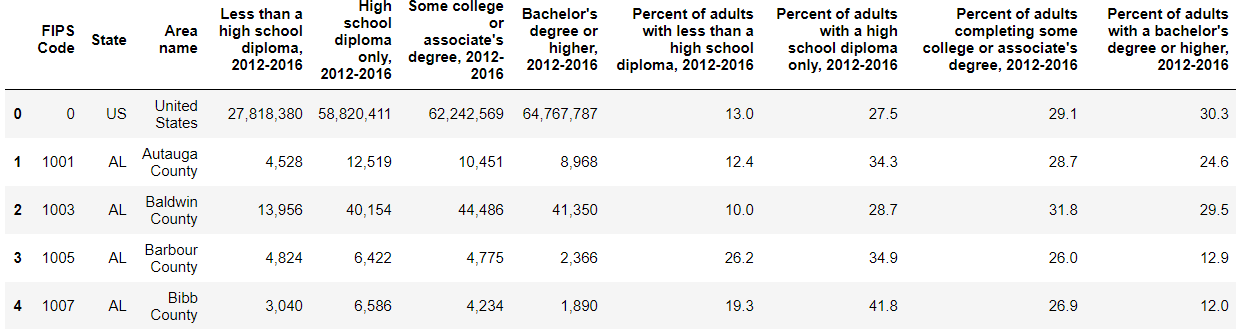 FIPS Code State Area name Less than a high school diploma, 2012-2016 High school diploma only, 2012-2016 Some college or associate's degree, 2012-2016 Bachelor's degree or higher, 2012-2016 Percent of adults with less than a high school diploma, 2012-2016 Percent of adults with a high school diploma only, 2012-2016 Percent of adults completing some college or associate's degree, 2012-2016 Percent of adults with a bachelor's degree or higher, 2012-2016
0 0 US United States 27,818,380 58,820,411 62,242,569 64,767,787 13.0 27.5 29.1 30.3
1 1001 AL Autauga County 4,528 12,519 10,451 8,968 12.4 34.3 28.7 24.6
2 1003 AL Baldwin County 13,956 40,154 44,486 41,350 10.0 28.7 31.8 29.5
3 1005 AL Barbour County 4,824 6,422 4,775 2,366 26.2 34.9 26.0 12.9
4 1007 AL Bibb County 3,040 6,586 4,234 1,890 19.3 41.8 26.9 12.0